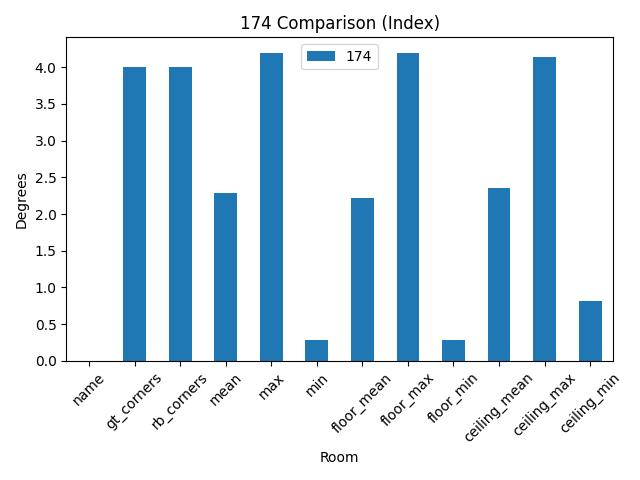 174 Comparison (Index)
174
Degrees
4.0
3.5
3.0
2.5
2.0
1.5
1.0
0.5
0.0
name
gt_corners
rb_corners
mean
max
min
floor_mean
floor_max
floor_min
ceiling_mean
ceiling_max
ceiling_min
Room